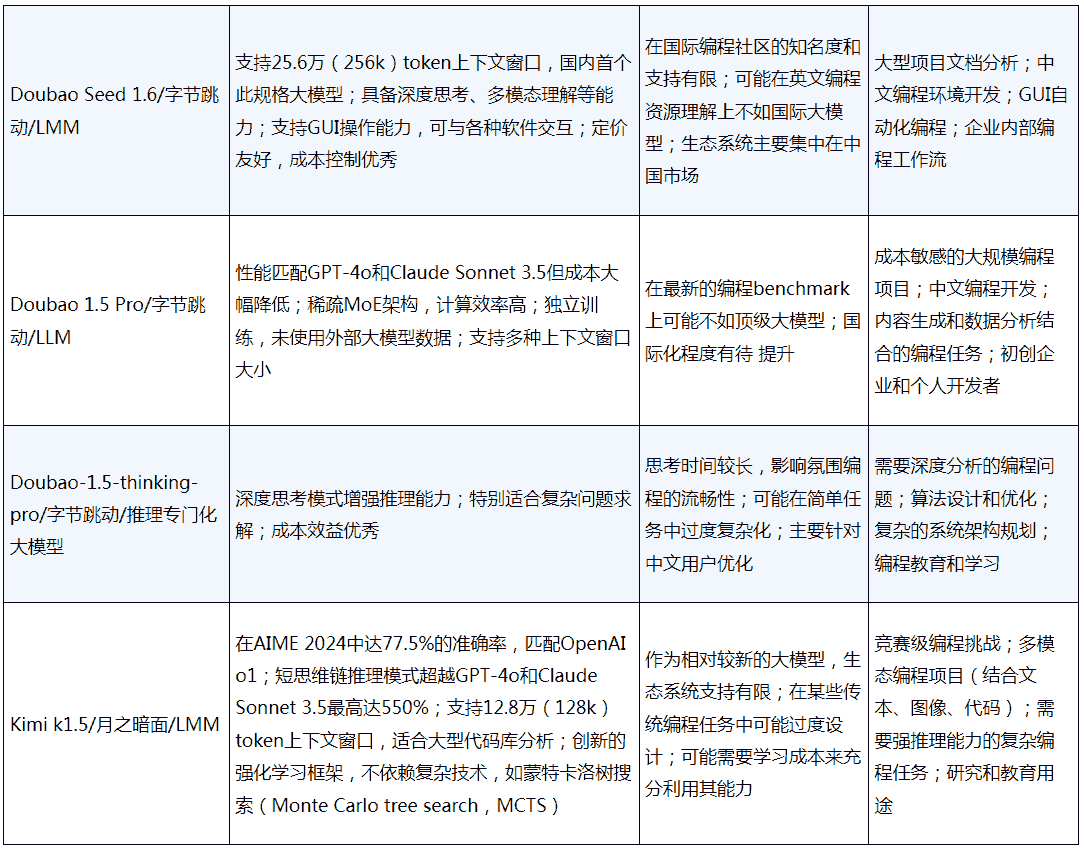 Doubao Seed 1.6/字节跳
动/LMM
支持25.6万（256k）token上下文窗口，国内首个
此规格大模型；具备深度思考、多模态理解等能
力；支持GUI操作能力，可与各种软件交互；定价
友好，成本控制优秀
在国际编程社区的知名度和
支持有限；可能在英文编程
资源理解上不如国际大模
型；生态系统主要集中在中
国市场
大型项目文档分析；中
文编程环境开发；GUI自
动化编程；企业内部编
程工作流
Doubao 1.5 Pro/字节跳
动/LLM
性能匹配GPT-4o和Claude Sonnet 3.5但成本大
幅降低；稀疏MoE架构，计算效率高；独立训
练，未使用外部大模型数据；支持多种上下文窗口
大小
在最新的编程benchmark
上可能不如顶级大模型；国
际化程度有待 提升
成本敏感的大规模编程
项目；中文编程开发；
内容生成和数据分析结
合的编程任务；初创企
业和个人开发者
Doubao-1.5-thinking-
pro/字节跳动/推理专门化
大模型
深度思考模式增强推理能力；特别适合复杂问题求
解；成本效益优秀
思考时间较长，影响氛围编
程的流畅性；可能在简单任
务中过度复杂化；主要针对
中文用户优化
需要深度分析的编程问
题；算法设计和优化；
复杂的系统架构规划；
编程教育和学习
Kimi k1.5/月之暗面/LMM
在AIME 2024中达77.5%的准确率，匹配OpenAI
o1；短思维链推理模式超越GPT-4o和Claude
Sonnet 3.5最高达550%；支持12.8万（128k）
token上下文窗口，适合大型代码库分析；创新的
强化学习框架，不依赖复杂技术，如蒙特卡洛树搜
索（Monte Carlo tree search，MCTS）
作为相对较新的大模型，生
态系统支持有限；在某些传
统编程任务中可能过度设
计；可能需要学习成本来充
分利用其能力
竞赛级编程挑战；多模
态编程项目（结合文
本、图像、代码）；需
要强推理能力的复杂编
程任务；研究和教育用
途